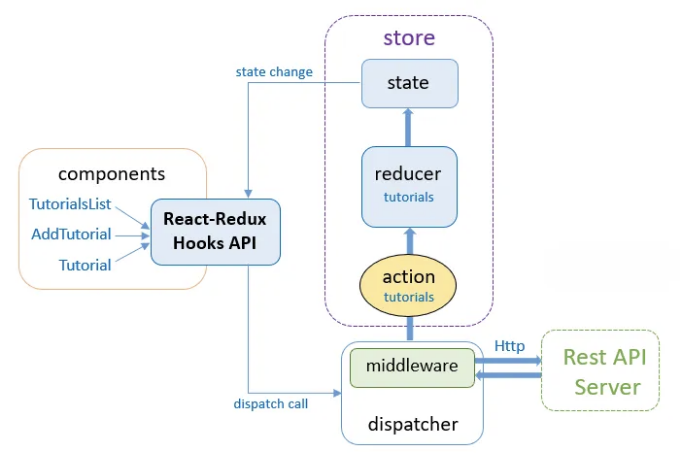 store
state change
state
components
reducer
tutorials
TutorialsList
AddTutorial
Tutorial
React-Redux
Hooks API
action
tutorials
Http
middleware
Rest API
Server
dispatch call
dispatcher